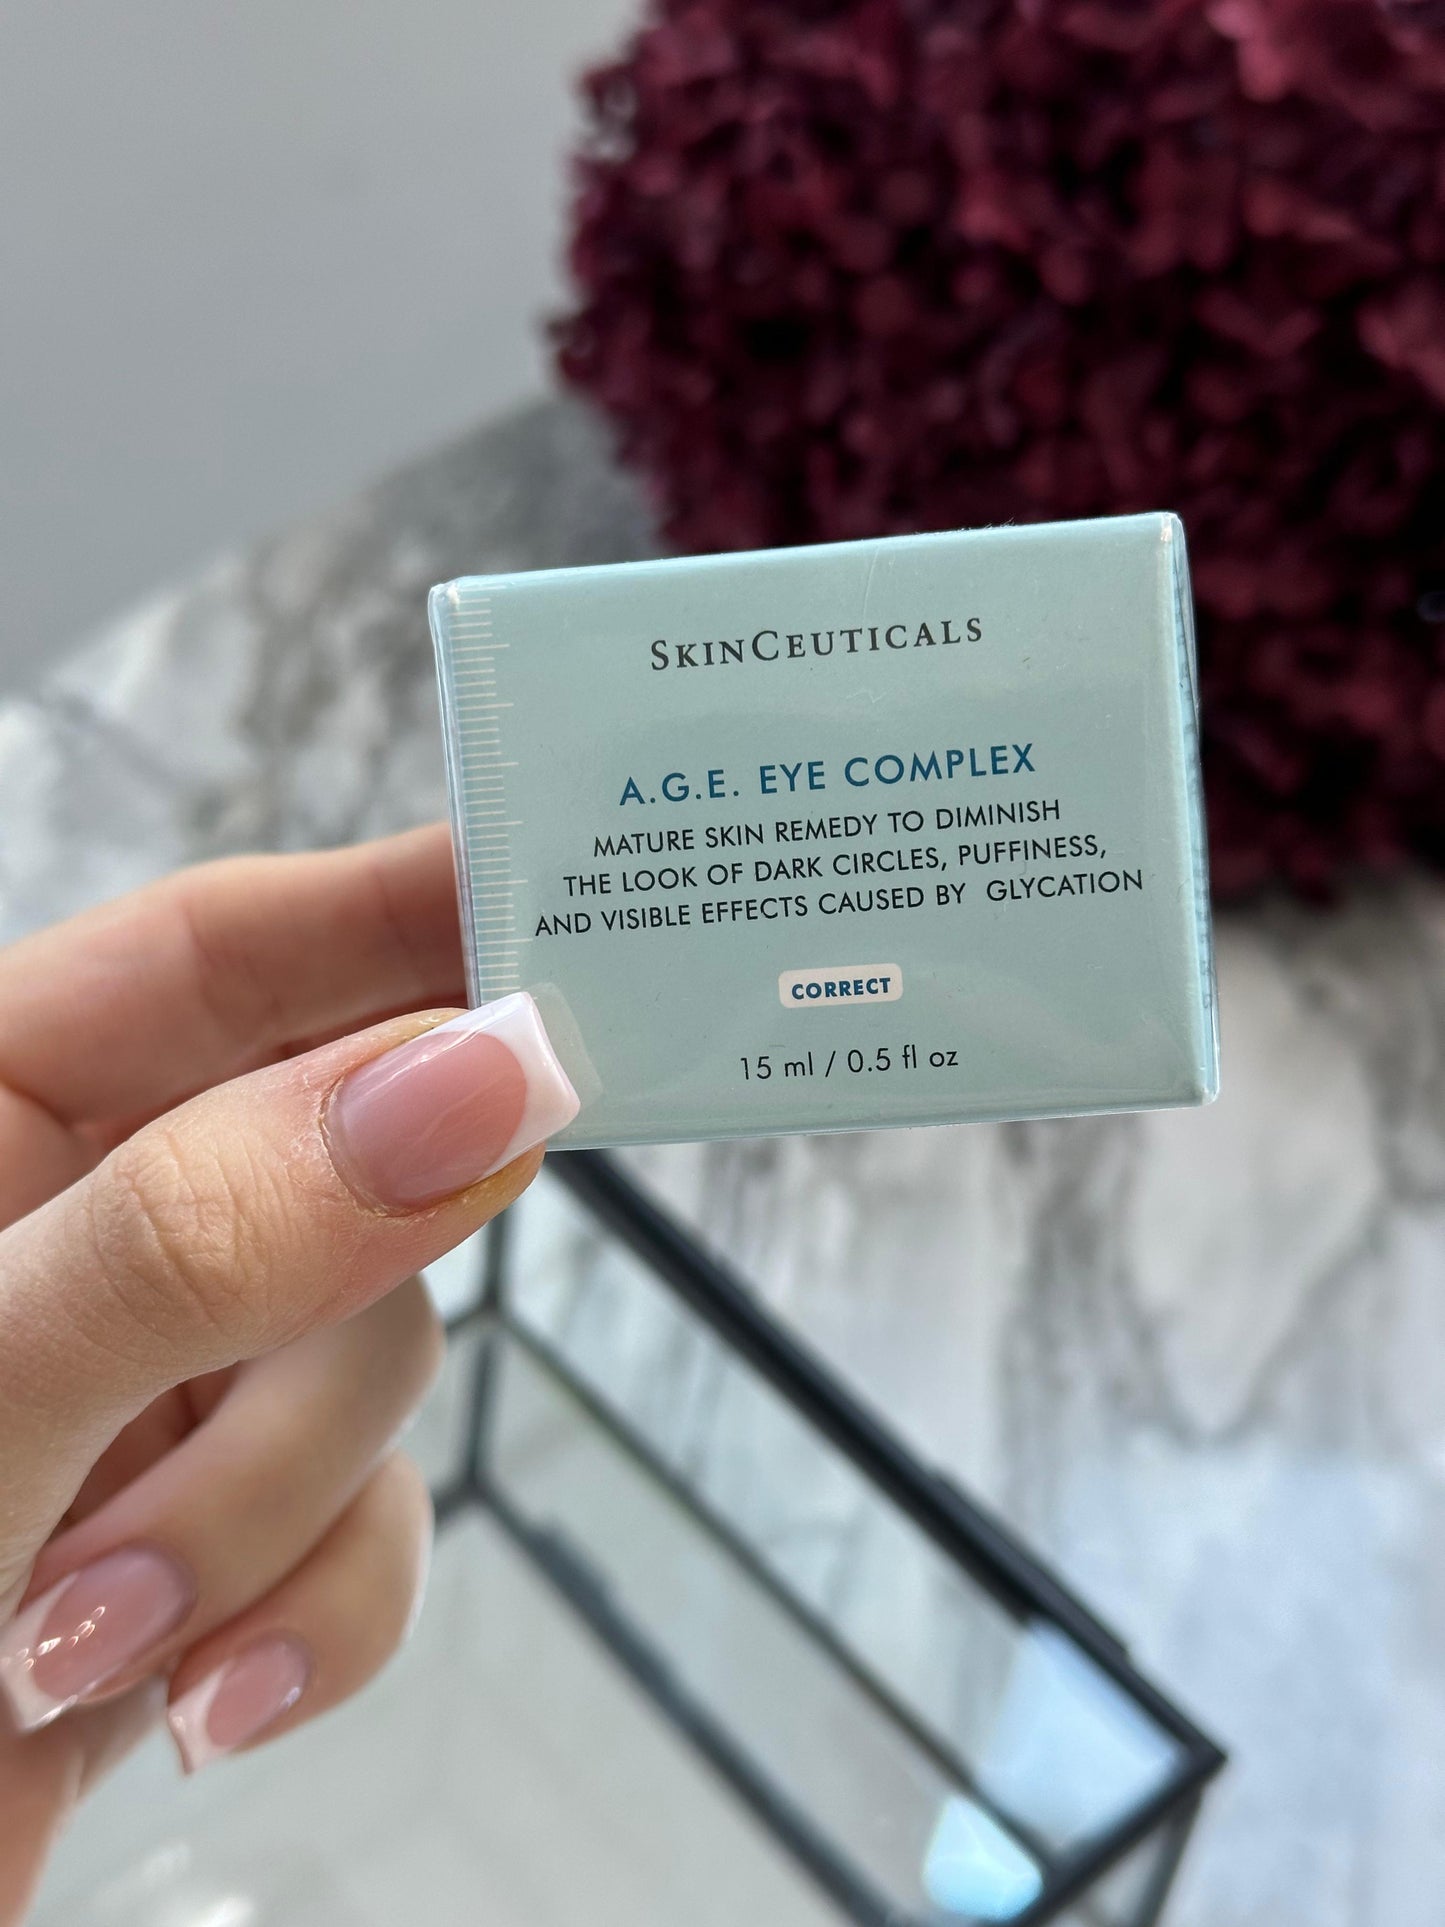 SKINCEUTICALS
A.G.E. EYE COMPLEX
MATURE SKIN REMEDY TO DIMINISH
THE LOOK OF DARK CIRCLES, PUFFINESS,
AND VISIBLE EFFECTS CAUSED BY GLYCATION
CORRECT
15 ml / 0.5 fl oz